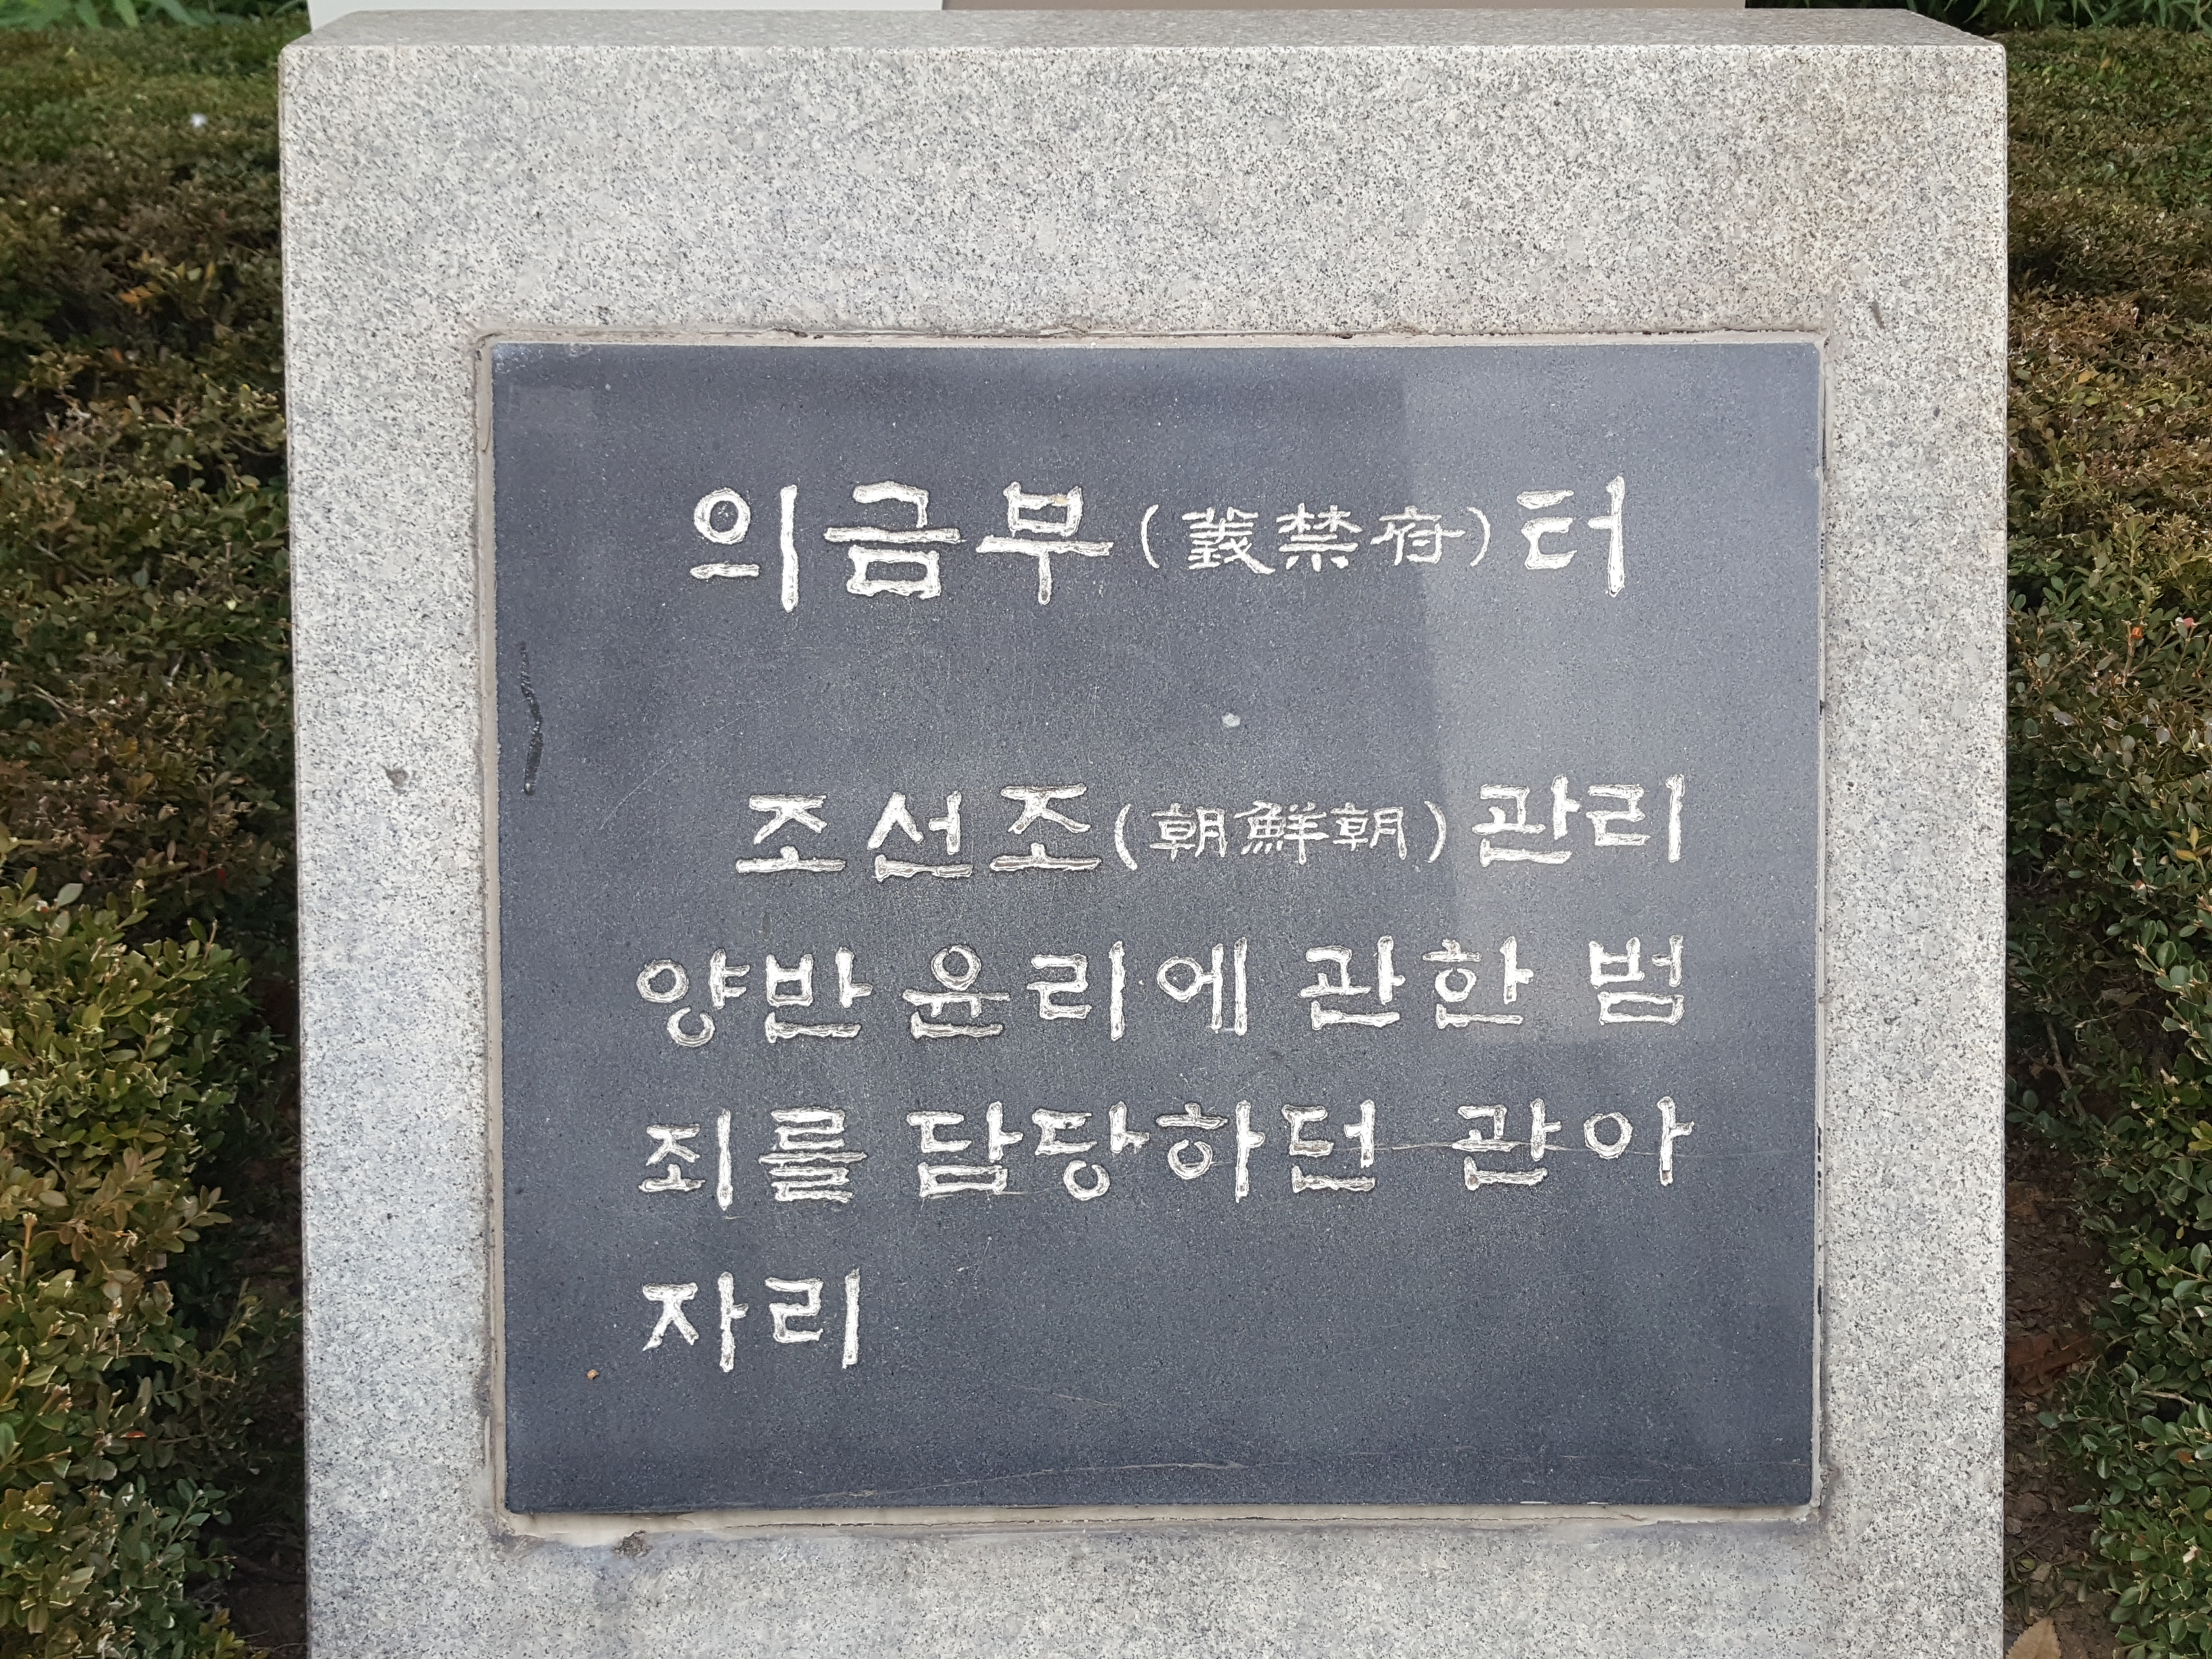 의금부(義禁府)터
조선조(朝鮮朝)관리
양반 윤리에 관한 범
죄를 담당하던 관아
자리